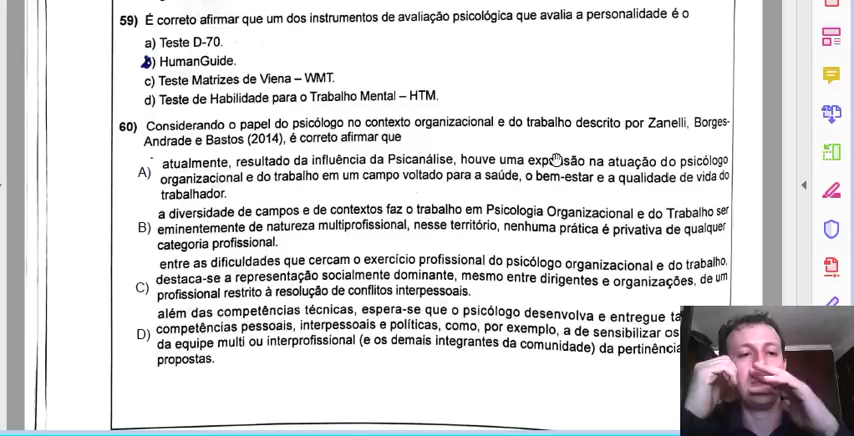 59) É correto afirmar que um dos instrumentos de avaliação psicológica que avalia a personalidade é o
a) Teste D-70.
b) HumanGuide.
c) Teste Matrizes de Viena – WMT.
d) Teste de Habilidade para o Trabalho Mental – HTM.
60) Considerando o papel do psicólogo no contexto organizacional e do trabalho descrito por Zanelli, Borges-
Andrade e Bastos (2014), é correto afirmar que
A) atualmente, resultado da influência da Psicanálise, houve uma expansão na atuação do psicólogo
organizacional e do trabalho em um campo voltado para a saúde, o bem-estar e a qualidade de vida do
trabalhador.
a diversidade de campos e de contextos faz o trabalho em Psicologia Organizacional e do Trabalho ser
B) eminentemente de natureza multiprofissional, nesse território, nenhuma prática é privativa de qualquer
categoria profissional.
entre as dificuldades que cercam o exercício profissional do psicólogo organizacional e do trabalho,
C) destaca-se a representação socialmente dominante, mesmo entre dirigentes e organizações, de um
profissional restrito à resolução de conflitos interpessoais.
além das competências técnicas, espera-se que o psicólogo desenvolva e entregue
D) competências pessoais, interpessoais e políticas, como, por exemplo, a de sensibilizar os
da equipe multi ou interprofissional (e os demais integrantes da comunidade) da
propostas.